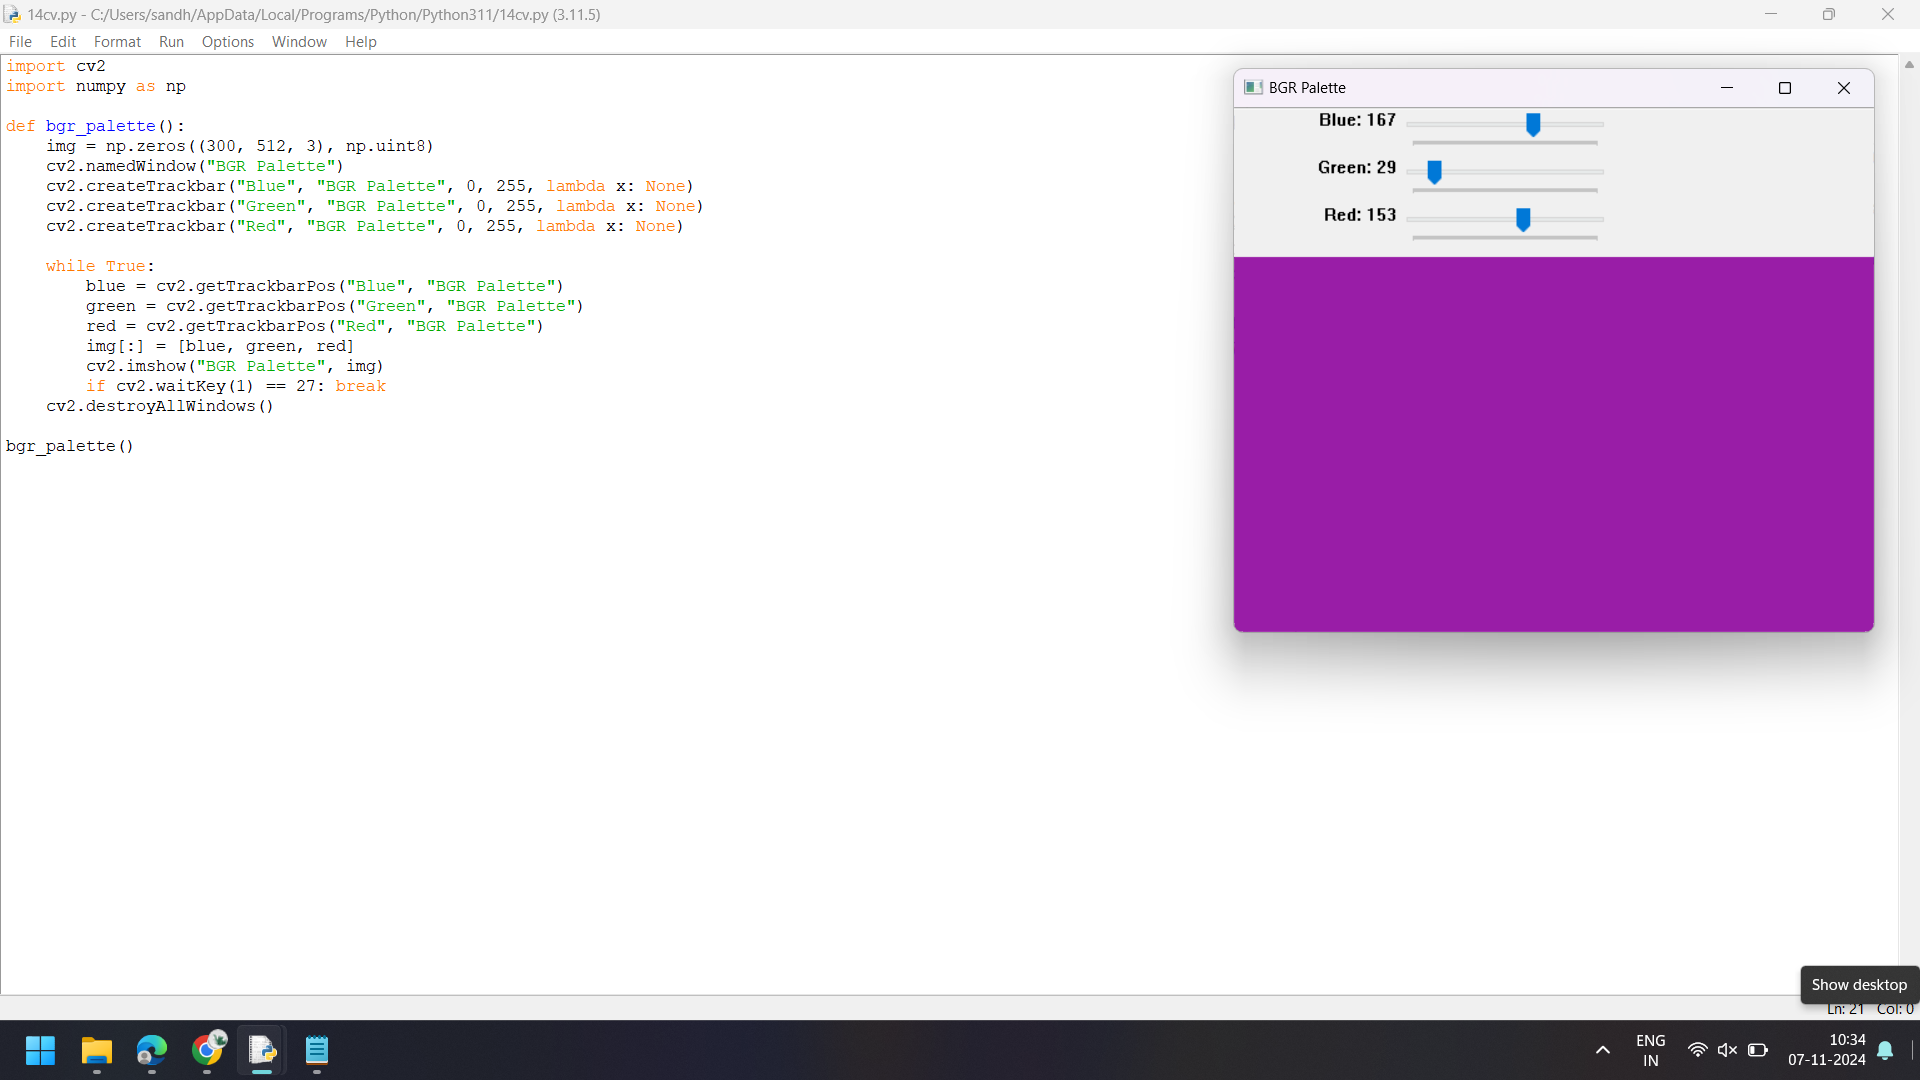 14cv.py - C:/Users/sandh/AppData/Local/Programs/Python/Python311/14cv.py (3.11.5)
File Edit Format Run Options Window Help
import cv2
import numpy as np
def bgr_palette():
    img = np.zeros((300, 512, 3), np.uint8)
    cv2.namedWindow("BGR Palette")
    cv2.createTrackbar("Blue", "BGR Palette", 0, 255, lambda x: None)
    cv2.createTrackbar("Green", "BGR Palette", 0, 255, lambda x: None)
    cv2.createTrackbar("Red", "BGR Palette", 0, 255, lambda x: None)
    while True:
        blue = cv2.getTrackbarPos("Blue", "BGR Palette")
        green = cv2.getTrackbarPos("Green", "BGR Palette")
        red = cv2.getTrackbarPos("Red", "BGR Palette")
        img[:] = [blue, green, red]
        cv2.imshow("BGR Palette", img)
        if cv2.waitKey(1) == 27: break
    cv2.destroyAllWindows()
bgr_palette()
BGR Palette
Blue: 167
Green: 29
Red: 153
Show desktop
Ln: 21 Col: 0
ENG
IN
10:34
07-11-2024